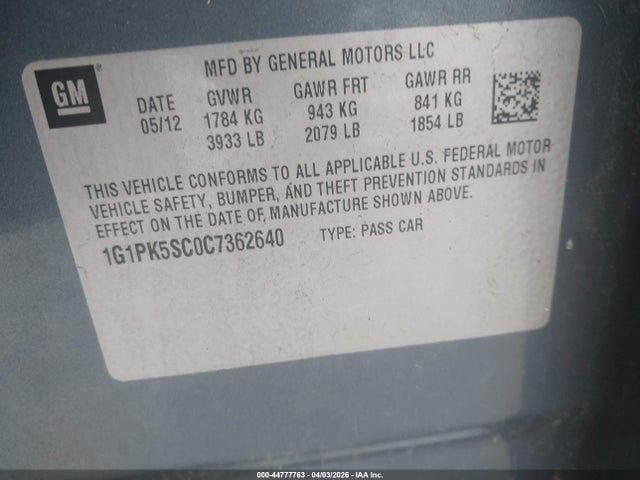 GM
®
MFD BY GENERAL MOTORS LLC
DATE GVWR GAWR FRT GAWR RR
05/12 1784 KG 943 KG 841 KG
3933 LB 2079 LB 1854 LB
THIS VEHICLE CONFORMS TO ALL APPLICABLE U.S. FEDERAL MOTOR
VEHICLE SAFETY, BUMPER, AND THEFT PREVENTION STANDARDS IN
EFFECT ON THE DATE OF MANUFACTURE SHOWN ABOVE.
1G1PK5SC0C7362640 TYPE: PASS CAR
000-44777763 - 04/03/2026 - IAA Inc.